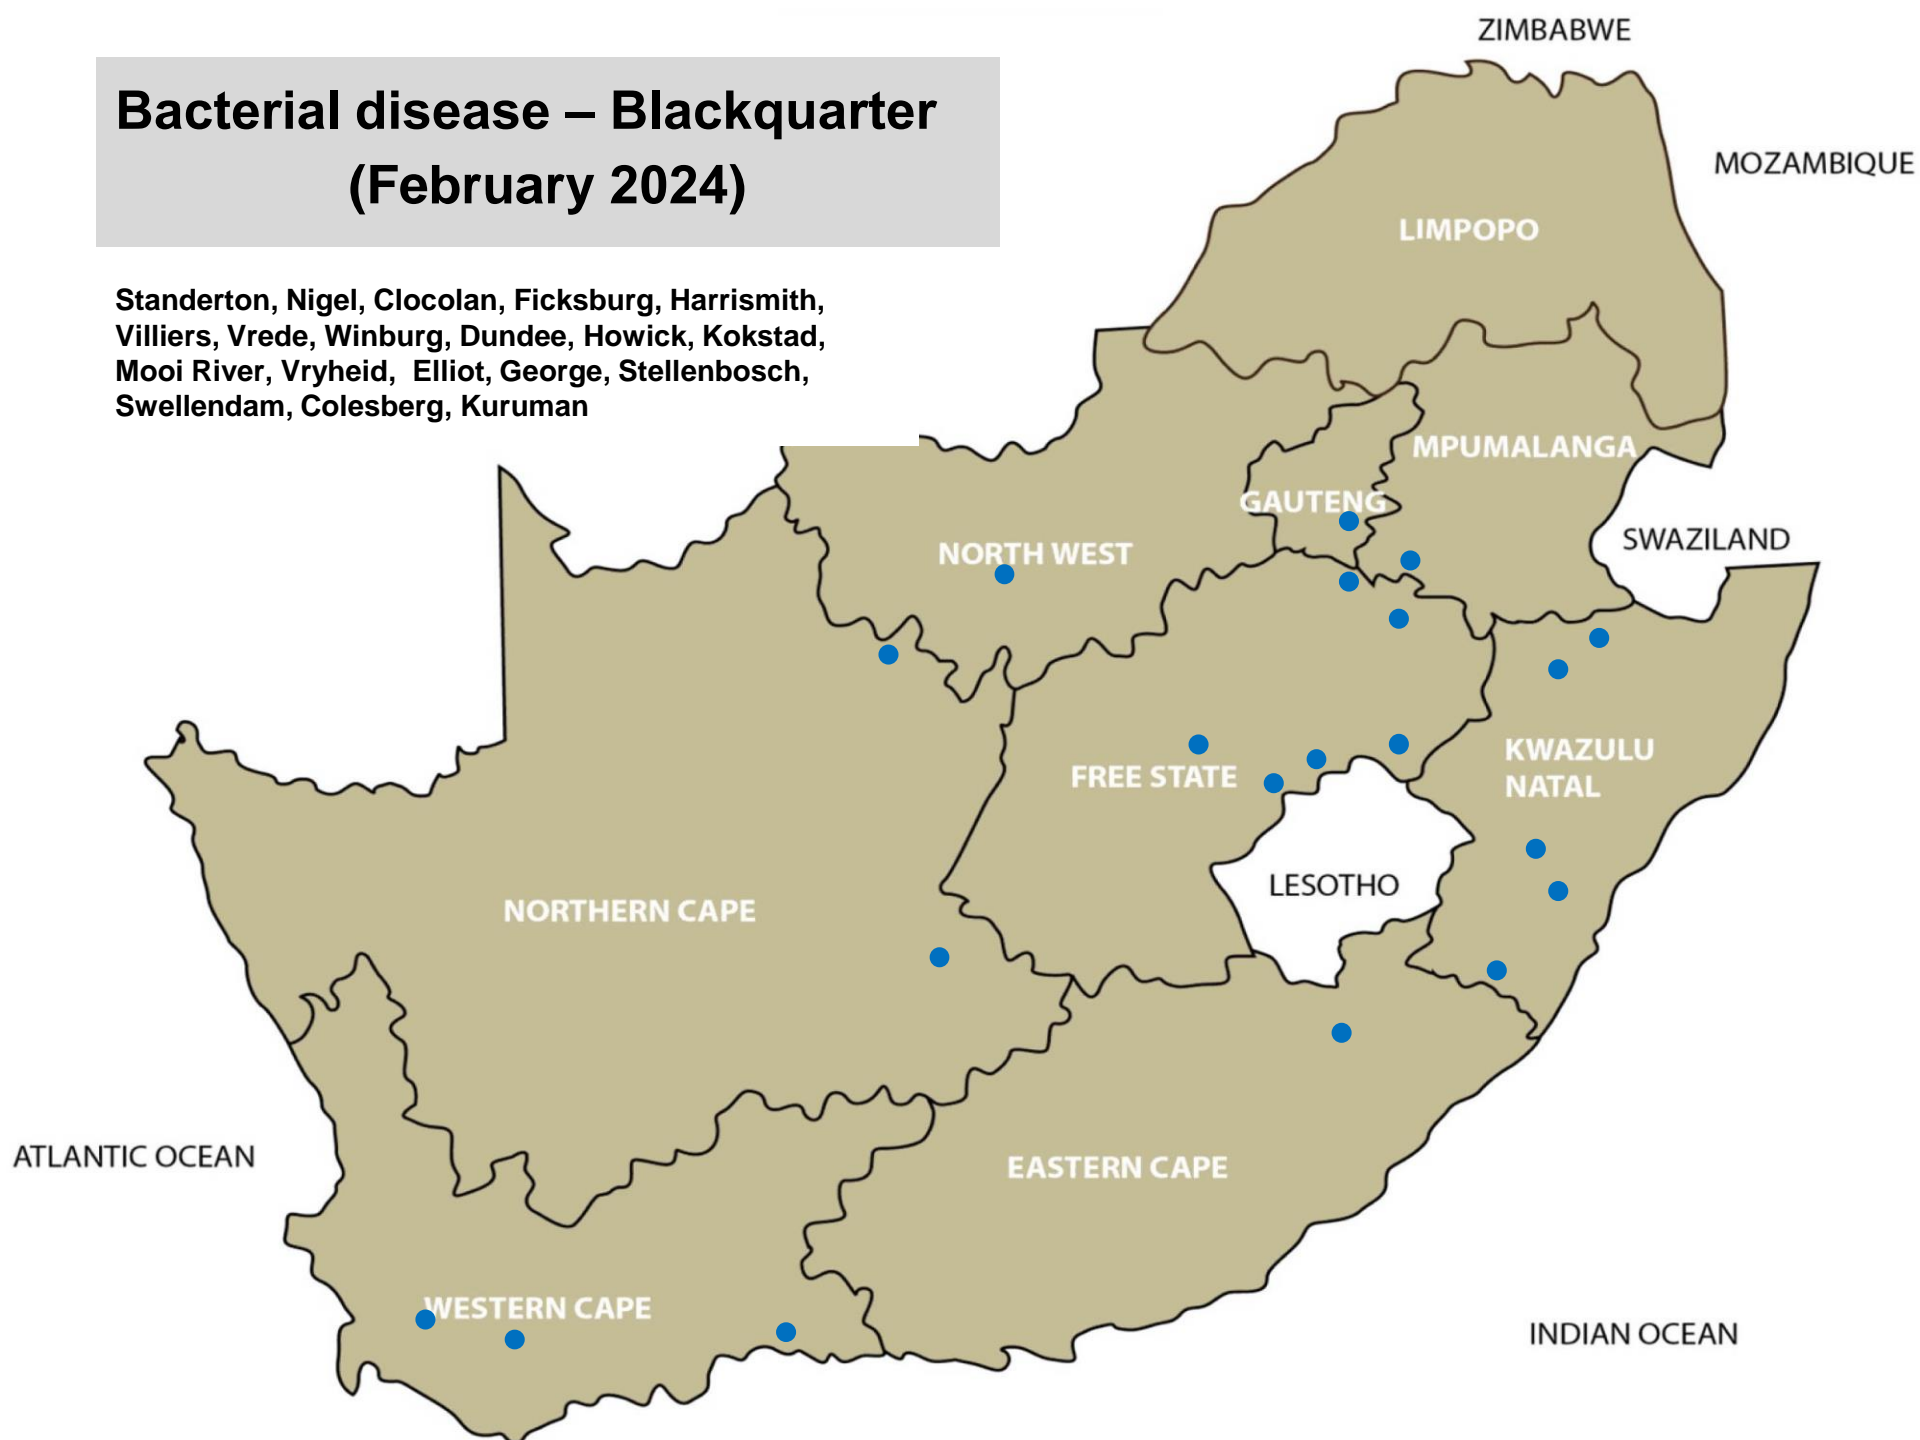 Bacterial disease – Blackquarter
(February 2024)
Standerton, Nigel, Clocolan, Ficksburg, Harrismith,
Villiers, Vrede, Winburg, Dundee, Howick, Kokstad,
Mooi River, Vryheid,  Elliot, George, Stellenbosch,
Swellendam, Colesberg, Kuruman
ZIMBABWE
MOZAMBIQUE
LIMPOPO
MPUMALANGA
GAUTENG
SWAZILAND
NORTH WEST
KWAZULU
NATAL
FREE STATE
LESOTHO
NORTHERN CAPE
ATLANTIC OCEAN
EASTERN CAPE
WESTERN CAPE
INDIAN OCEAN